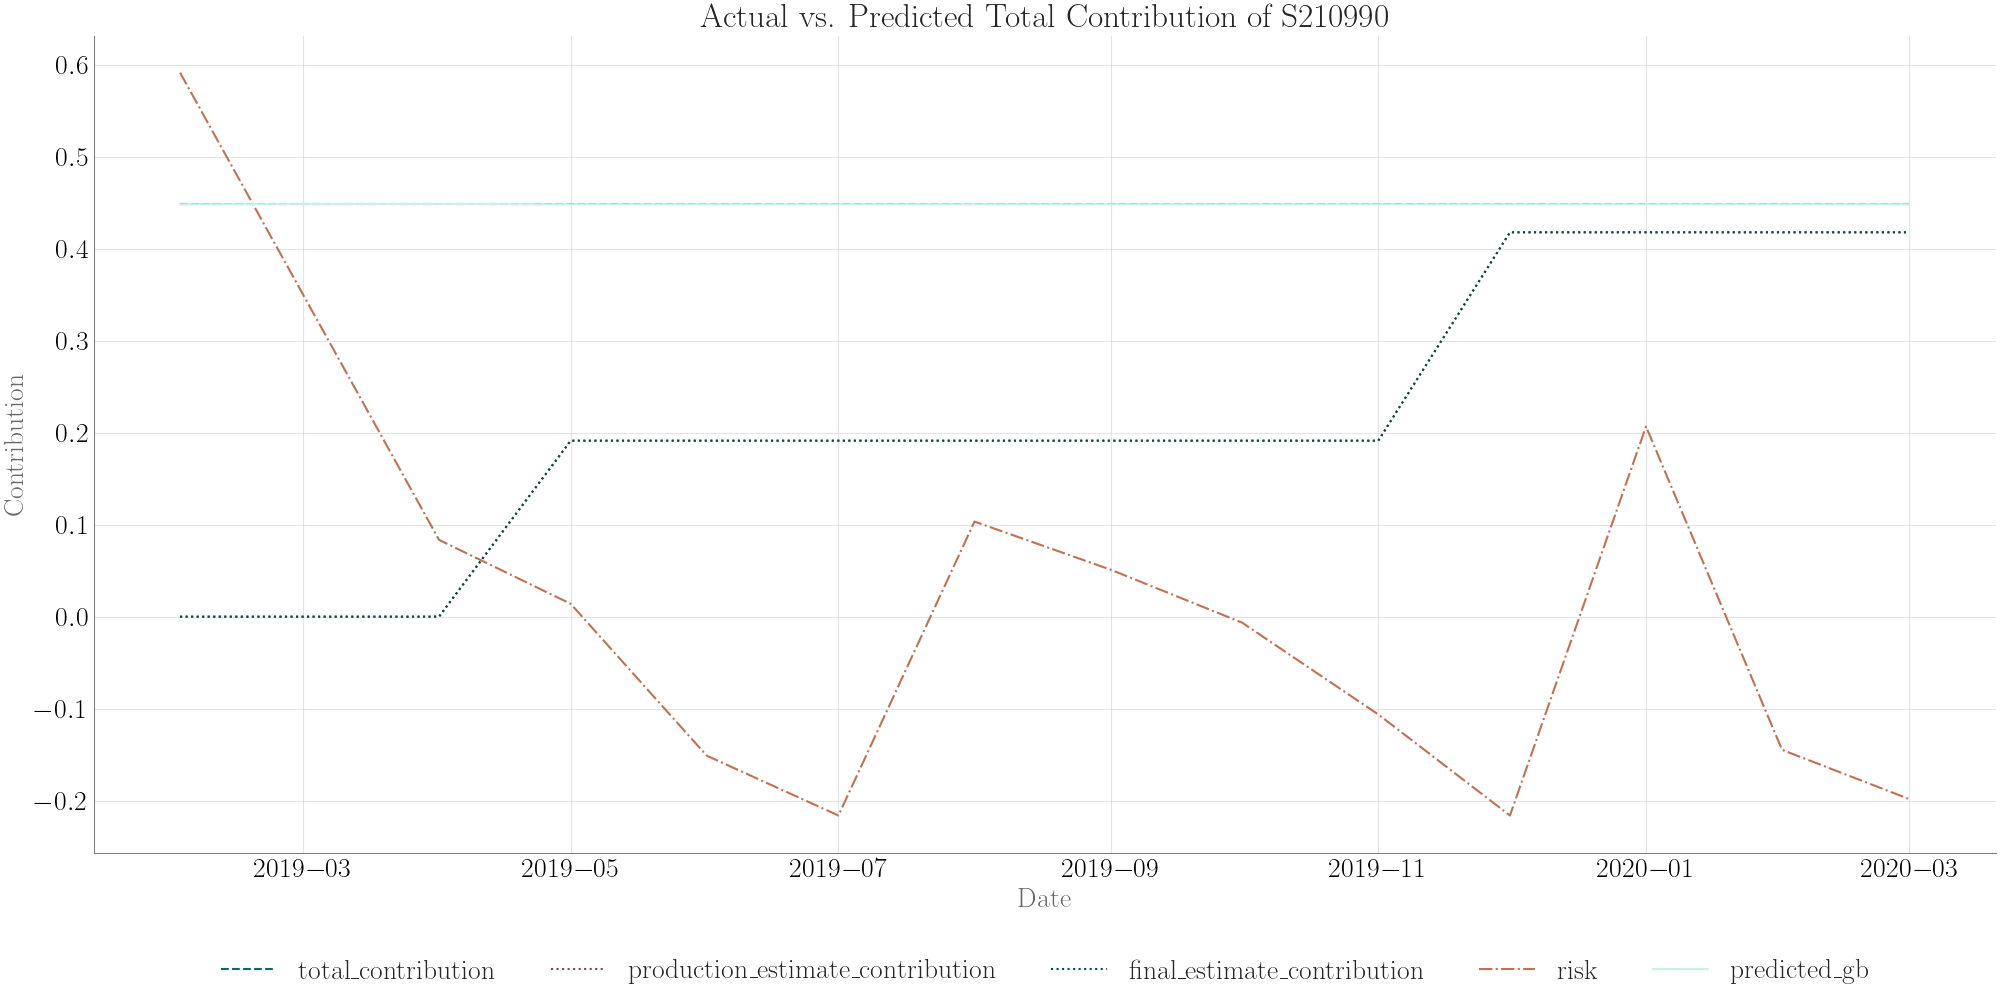 Actual vs. Predicted Total Contribution of S210990
0.6
0.5
0.4
0.3
0.2
0.1
0.0
−0.1
−0.2
Contribution
2019−03 2019−05 2019−07 2019−09 2019−11 2020−01 2020−03
Date
total_contribution production_estimate_contribution final_estimate_contribution risk predicted_gb